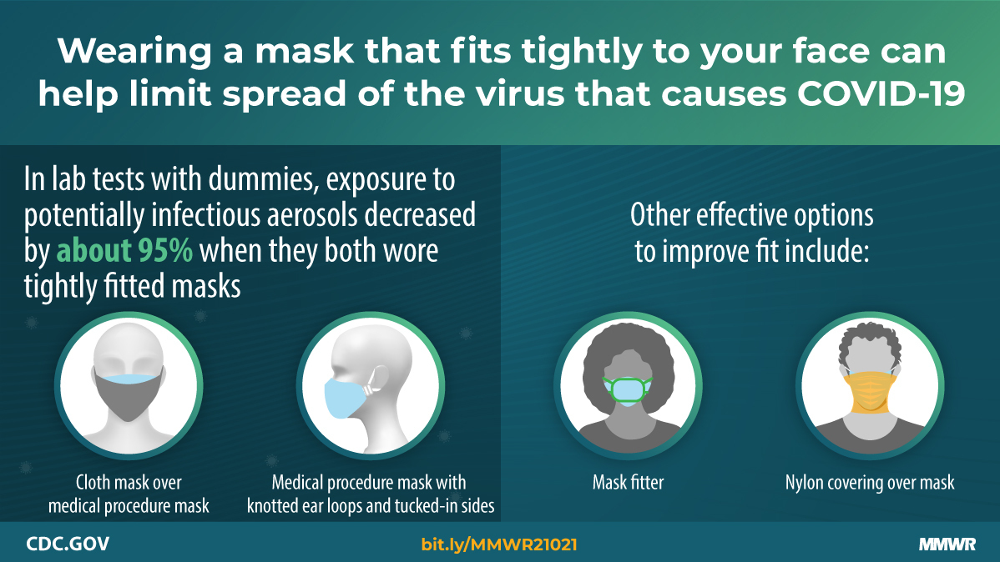 Wearing a mask that fits tightly to your face can
help limit spread of the virus that causes COVID-19
In lab tests with dummies, exposure to
potentially infectious aerosols decreased
by about 95% when they both wore
tightly fitted masks
Cloth mask over
medical procedure mask
Medical procedure mask with
knotted ear loops and tucked-in sides
Other effective options
to improve fit include:
Mask fitter
Nylon covering over mask
CDC.GOV
bit.ly/MMWR21021
MMWR